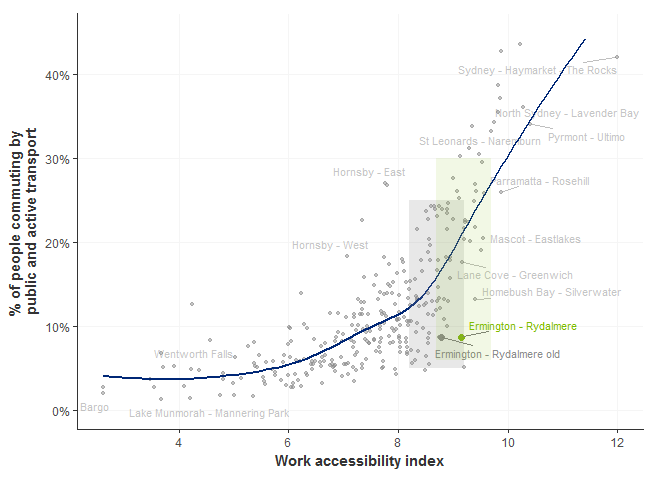 % of people commuting by
public and active transport
40%
30%
20%
10%
0%
Sydney - Haymarket - The Rocks
North Sydney - Lavender Bay
Pyrmont - Ultimo
St Leonards - Naremburn
Hornsby - East
Parramatta - Rosehill
Hornsby - West
Mascot - Eastlakes
Lane Cove - Greenwich
Homebush Bay - Silverwater
Ermington - Rydalmere
Wentworth Falls
Ermington - Rydalmere old
Bargo
Lake Munmorah - Mannering Park
4
6
8
10
12
Work accessibility index